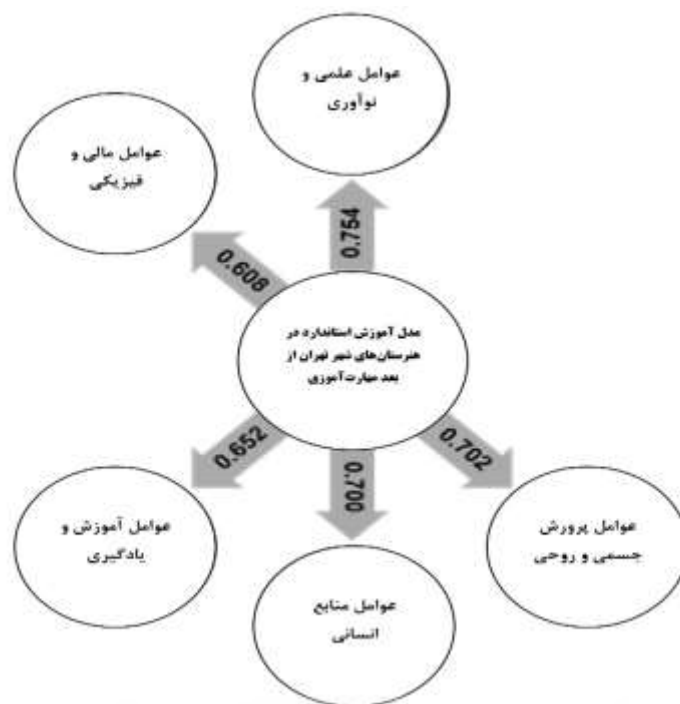 عوامل علمی و
نوآوری
عوامل مالی و
فیزیکی
0.754
0.608
مدل آموزش استاندارد در
هنرستان‌های شهر تهران از
بعد مهارت‌آموزی
0.652
0.700
0.702
عوامل آموزش و
یادگیری
عوامل منابع
انسانی
عوامل پرورش
جسمی و روحی